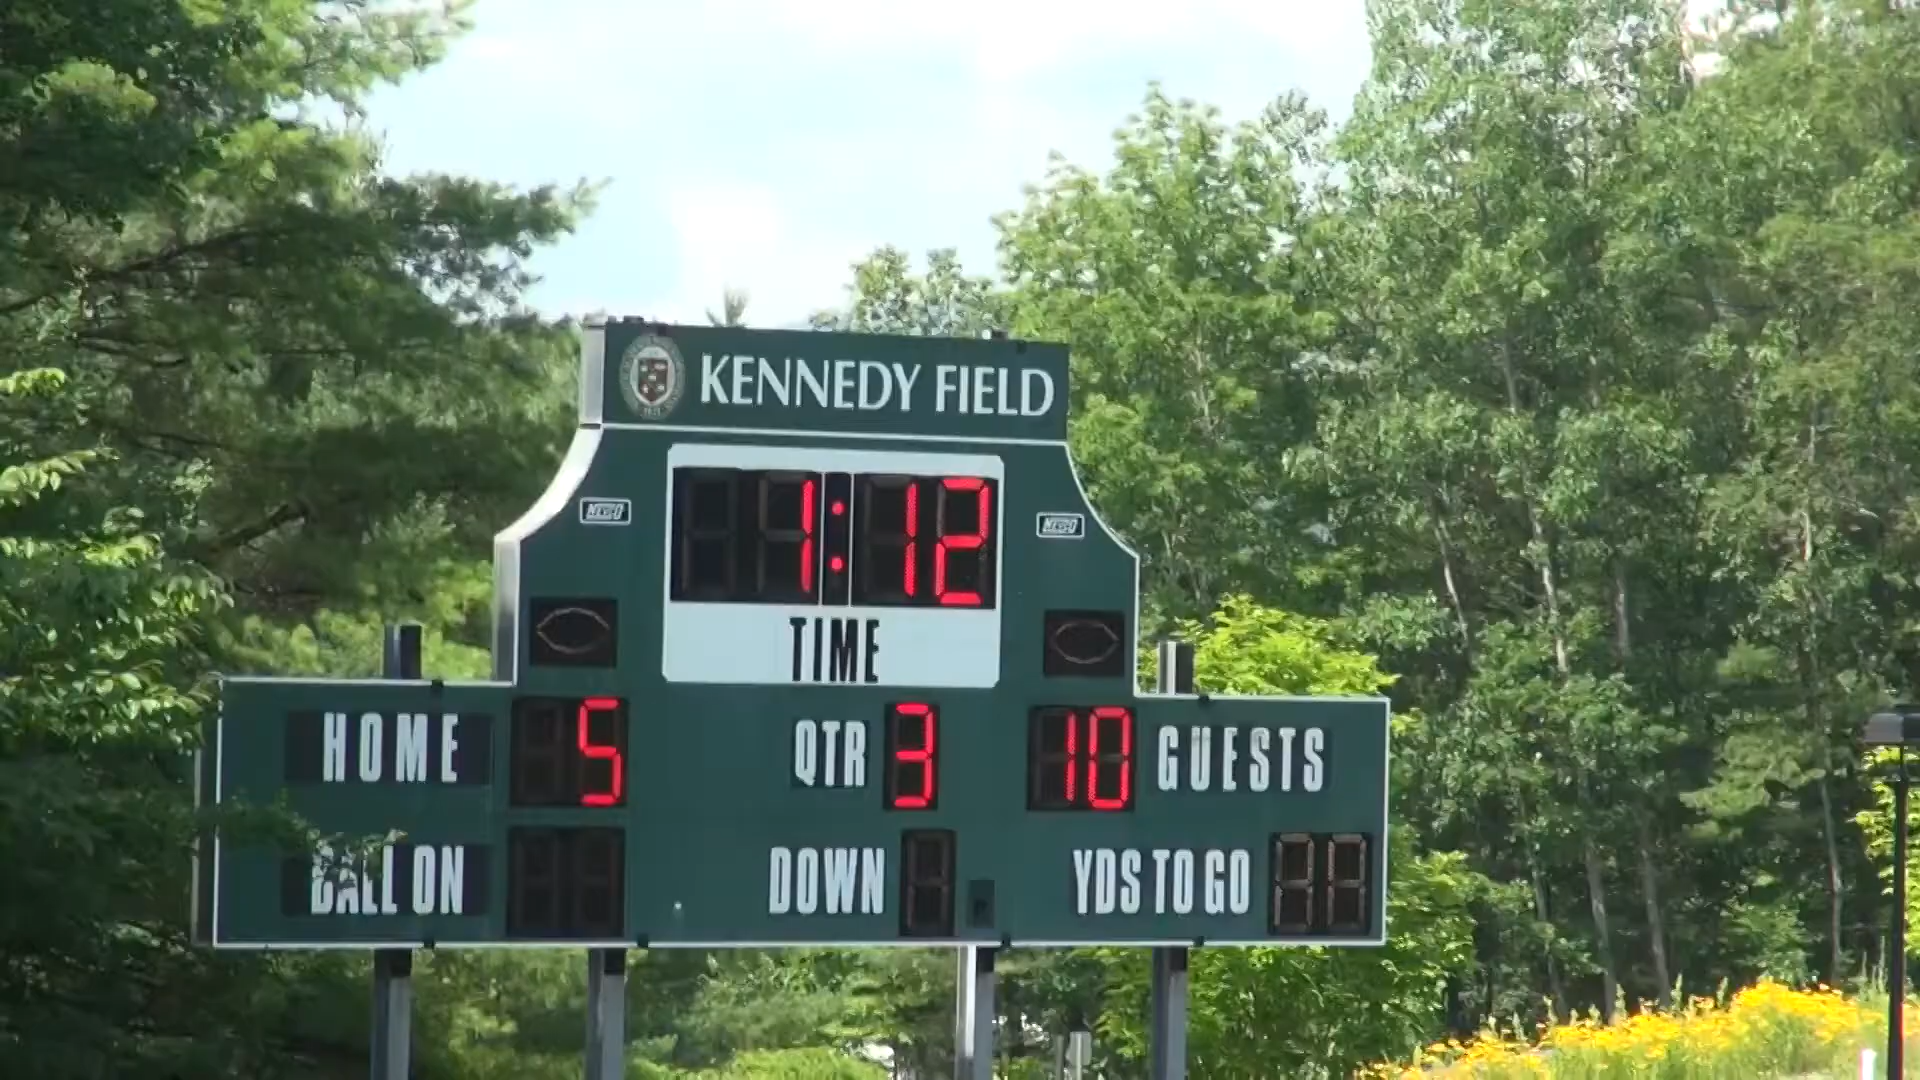 KENNEDY FIELD
1:12
TIME
HOME 5 QTR 3 10 GUESTS
BALL ON DOWN YDS TO GO